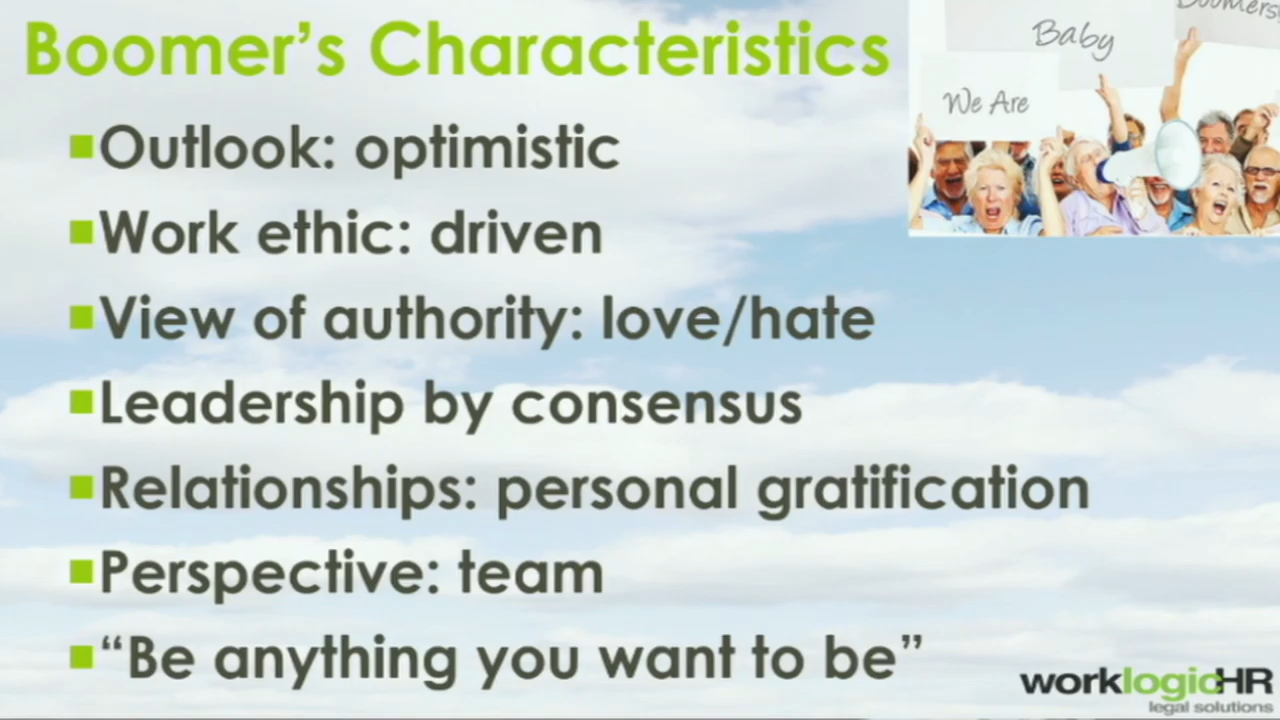 Boomer's Characteristics
Boomers
Baby
We Are
Outlook: optimistic
Work ethic: driven
View of authority: love/hate
Leadership by consensus
Relationships: personal gratification
Perspective: team
“Be anything you want to be”
worklogicHR
legal solutions